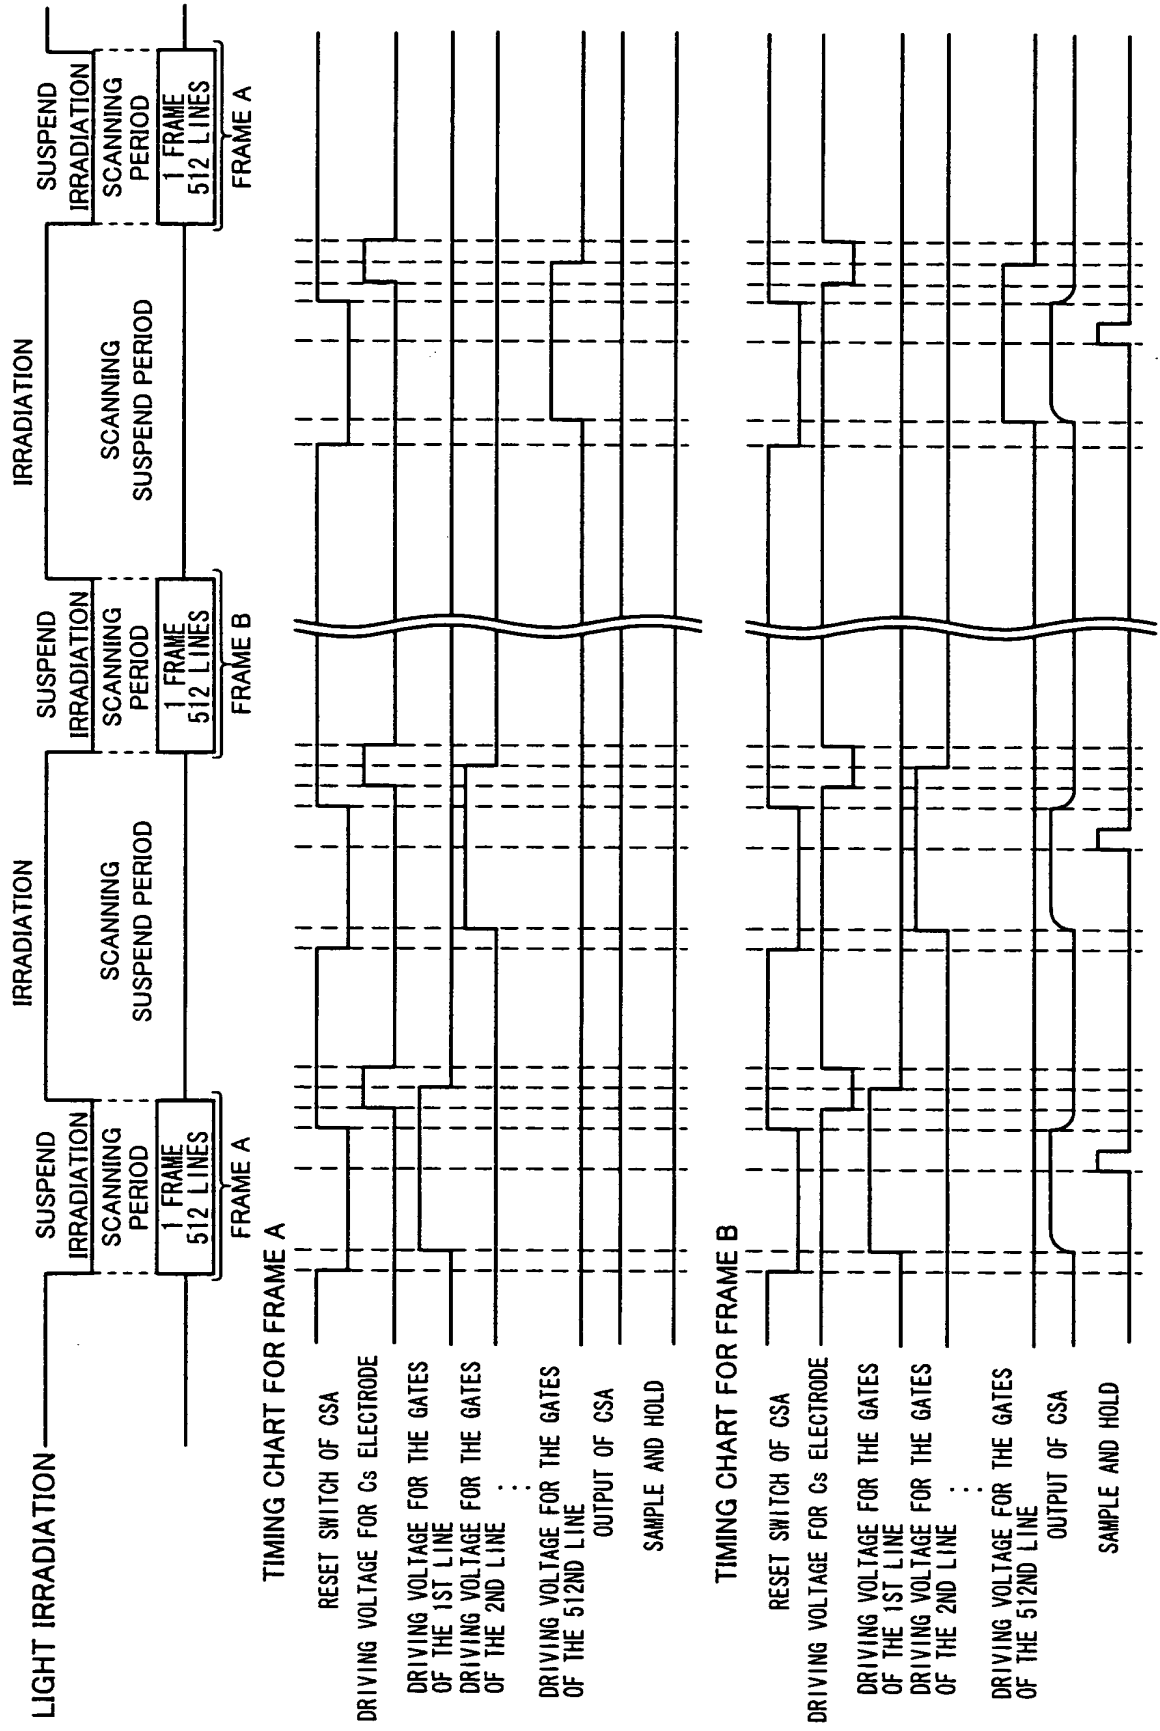 LIGHT IRRADIATION
SUSPEND
IRRADIATION
SCANNING
PERIOD
1 FRAME
512 LINES
FRAME A
IRRADIATION
SCANNING
SUSPEND PERIOD
SUSPEND
IRRADIATION
SCANNING
PERIOD
1 FRAME
512 LINES
FRAME B
IRRADIATION
SCANNING
SUSPEND PERIOD
SUSPEND
IRRADIATION
SCANNING
PERIOD
1 FRAME
512 LINES
FRAME A
TIMING CHART FOR FRAME A
RESET SWITCH OF CSA
DRIVING VOLTAGE FOR Cs ELECTRODE
DRIVING VOLTAGE FOR THE GATES
OF THE 1ST LINE
DRIVING VOLTAGE FOR THE GATES
OF THE 2ND LINE
DRIVING VOLTAGE FOR THE GATES
OF THE 512ND LINE
OUTPUT OF CSA
SAMPLE AND HOLD
TIMING CHART FOR FRAME B
RESET SWITCH OF CSA
DRIVING VOLTAGE FOR Cs ELECTRODE
DRIVING VOLTAGE FOR THE GATES
OF THE 1ST LINE
DRIVING VOLTAGE FOR THE GATES
OF THE 2ND LINE
DRIVING VOLTAGE FOR THE GATES
OF THE 512ND LINE
OUTPUT OF CSA
SAMPLE AND HOLD